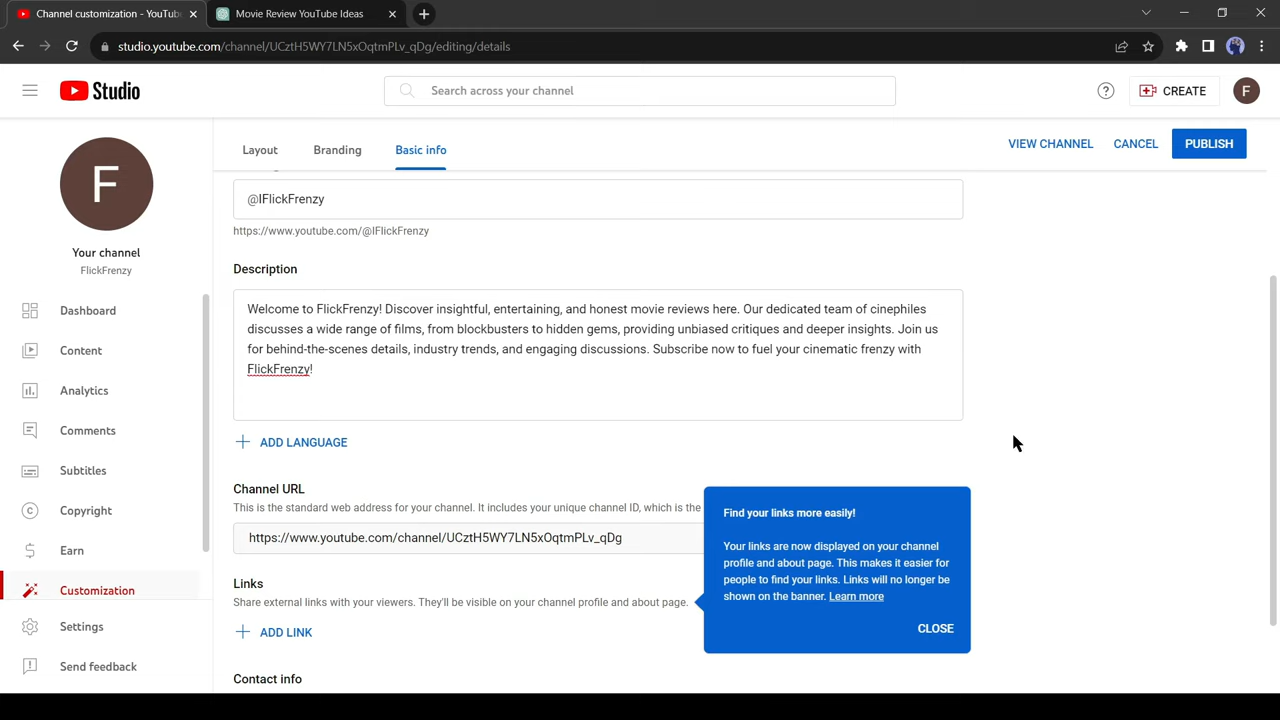 Channel customization - YouTub
Movie Review YouTube Ideas
studio.youtube.com/channel/UCztH5WY7LN5xOqtmPLv_qDg/editing/details
Studio
Search across your channel
CREATE
F
F
Your channel
FlickFrenzy
Dashboard
Content
Analytics
Comments
Subtitles
Copyright
Earn
Customization
Settings
Send feedback
Layout
Branding
Basic info
VIEW CHANNEL
CANCEL
PUBLISH
@IFlickFrenzy
https://www.youtube.com/@IFlickFrenzy
Description
Welcome to FlickFrenzy! Discover insightful, entertaining, and honest movie reviews here. Our dedicated team of cinephiles
discusses a wide range of films, from blockbusters to hidden gems, providing unbiased critiques and deeper insights. Join us
for behind-the-scenes details, industry trends, and engaging discussions. Subscribe now to fuel your cinematic frenzy with
FlickFrenzy!
ADD LANGUAGE
Channel URL
This is the standard web address for your channel. It includes your unique channel ID, which is the
https://www.youtube.com/channel/UCztH5WY7LN5xOqtmPLv_qDg
Links
Share external links with your viewers. They'll be visible on your channel profile and about page.
ADD LINK
Contact info
Find your links more easily!
Your links are now displayed on your channel
profile and about page. This makes it easier for
people to find your links. Links will no longer be
shown on the banner. Learn more
CLOSE